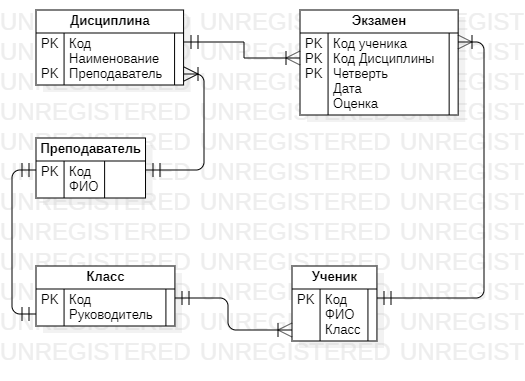 Дисциплина
PK Код
Наименование
PK Преподаватель
Экзамен
PK Код ученика
PK Код Дисциплины
PK Четверть
Дата
Оценка
Преподаватель
PK Код
ФИО
Класс
PK Код
Руководитель
Ученик
PK Код
ФИО
Класс
UNREGISTERED